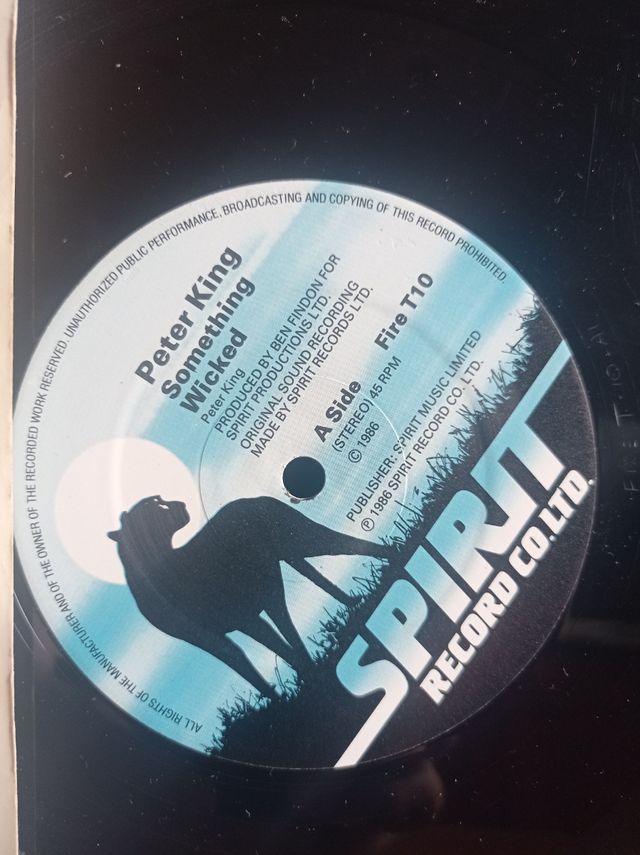 ALL RIGHTS OF THE MANUFACTURER AND OF THE OWNER OF THE RECORDED WORK RESERVED. UNAUTHORIZED PUBLIC PERFORMANCE, BROADCASTING AND COPYING OF THIS RECORD PROHIBITED.
Peter King
Something
Wicked
Peter King
PRODUCED BY BEN FINDON FOR
SPIRIT PRODUCTIONS LTD.
ORIGINAL SOUND RECORDING
MADE BY SPIRIT RECORDS LTD.
A Side Fire T10
(STEREO) 45 RPM
© 1986
PUBLISHER: SPIRIT MUSIC LIMITED
℗ 1986 SPIRIT RECORD CO. LTD.
SPIRIT
RECORD CO. LTD.